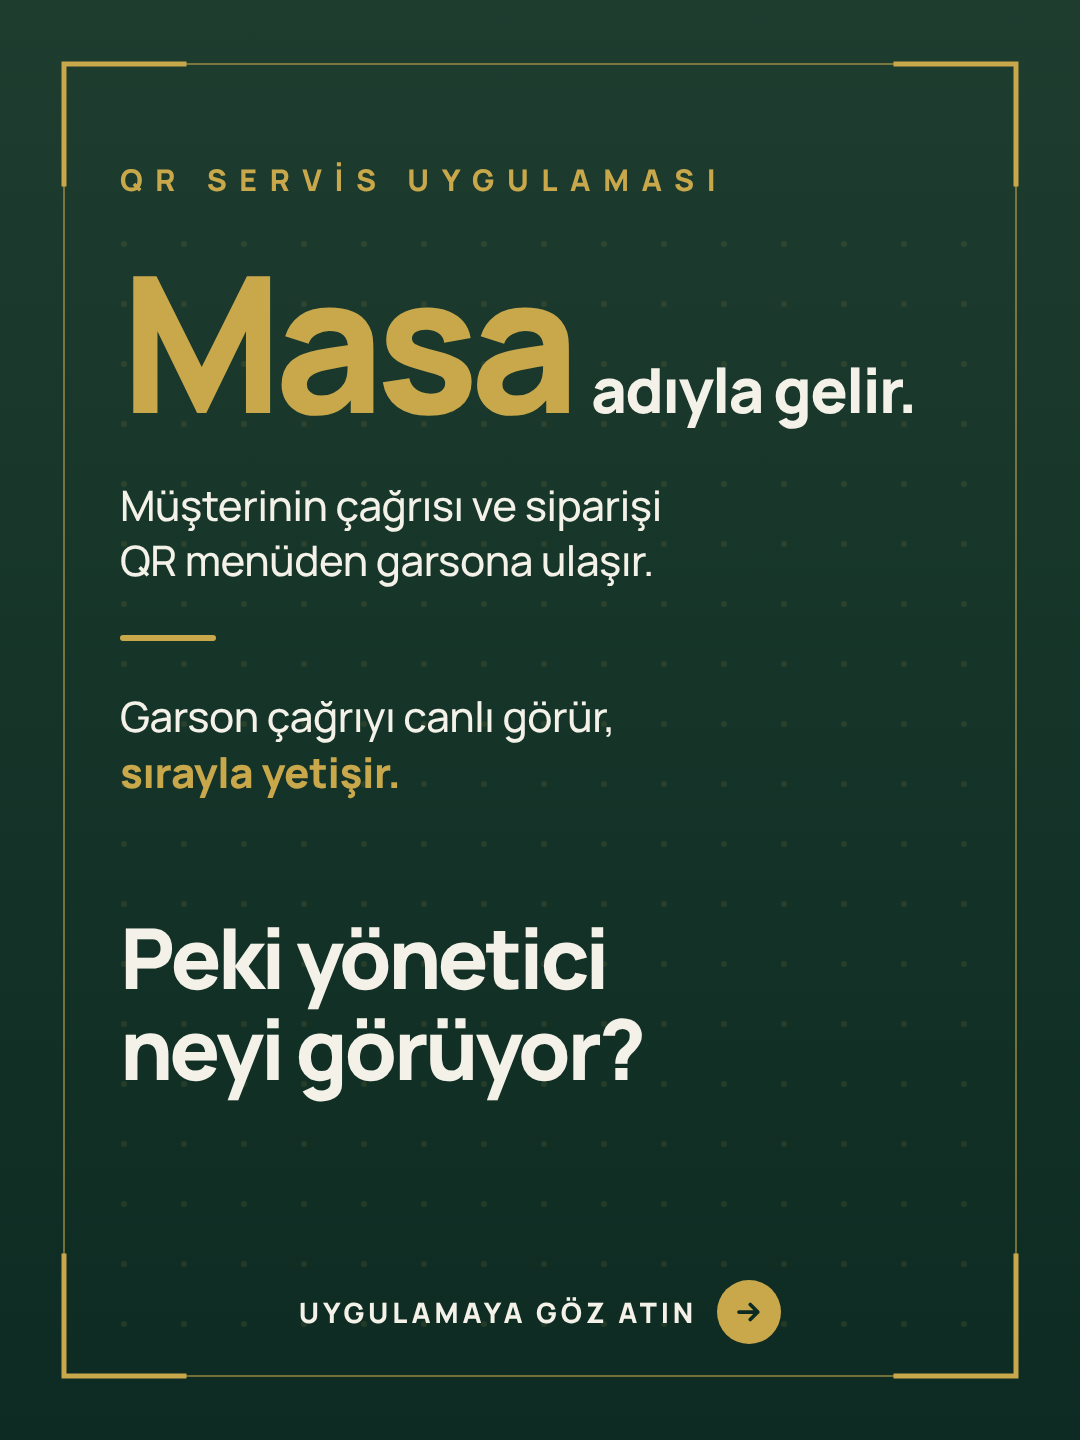 QR SERVİS UYGULAMASI
Masa adıyla gelir.
Müşterinin çağrısı ve siparişi
QR menüden garsona ulaşır.
Garson çağrıyı canlı görür,
sırayla yetişir.
Peki yönetici
neyi görüyor?
UYGULAMAYA GÖZ ATIN